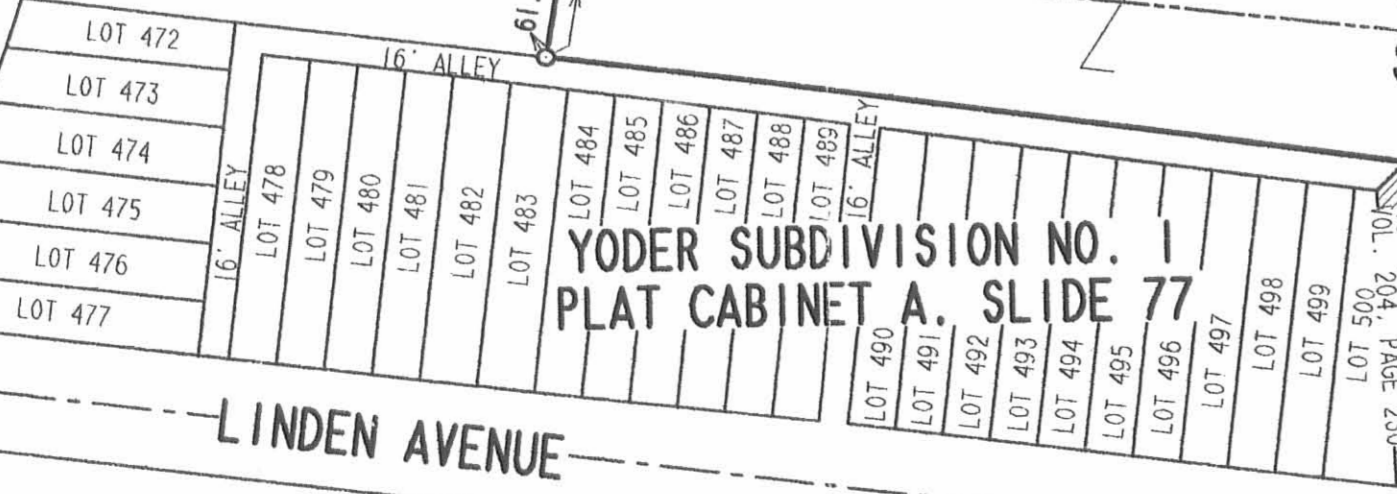 LOT 472
LOT 473
LOT 474
LOT 475
LOT 476
LOT 477
16' ALLEY
16' ALLEY
LOT 478
LOT 479
LOT 480
LOT 481
LOT 482
LOT 483
LOT 484
LOT 485
LOT 486
LOT 487
LOT 488
LOT 489
16' ALLEY
YODER SUBDIVISION NO. 1
PLAT CABINET A. SLIDE 77
LOT 490
LOT 491
LOT 492
LOT 493
LOT 494
LOT 495
LOT 496
LOT 497
LOT 498
LOT 499
LOT 500
VOL. 204, PAGE
LINDEN AVENUE